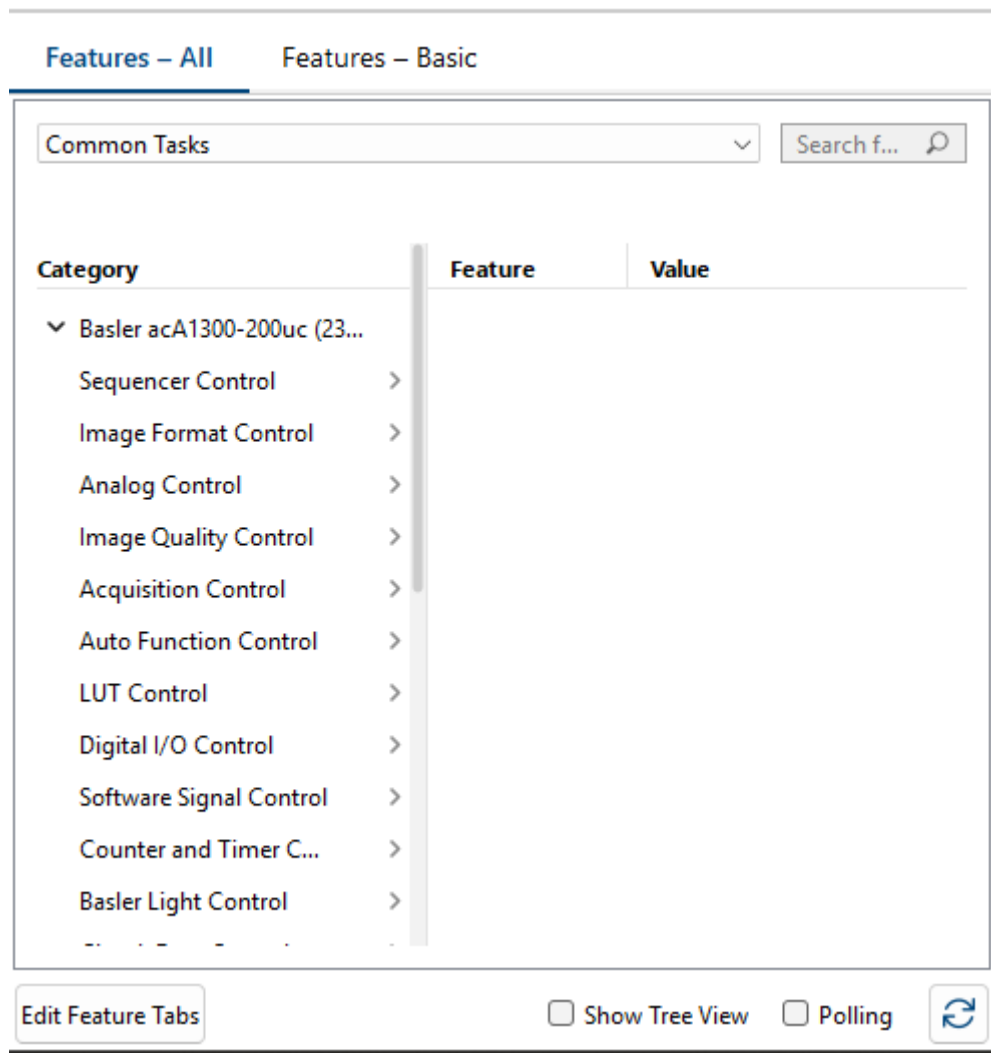 Features – All Features – Basic
Common Tasks Search f...
Category Feature Value
Basler acA1300-200uc (23...
Sequencer Control
Image Format Control
Analog Control
Image Quality Control
Acquisition Control
Auto Function Control
LUT Control
Digital I/O Control
Software Signal Control
Counter and Timer C...
Basler Light Control
Edit Feature Tabs Show Tree View Polling